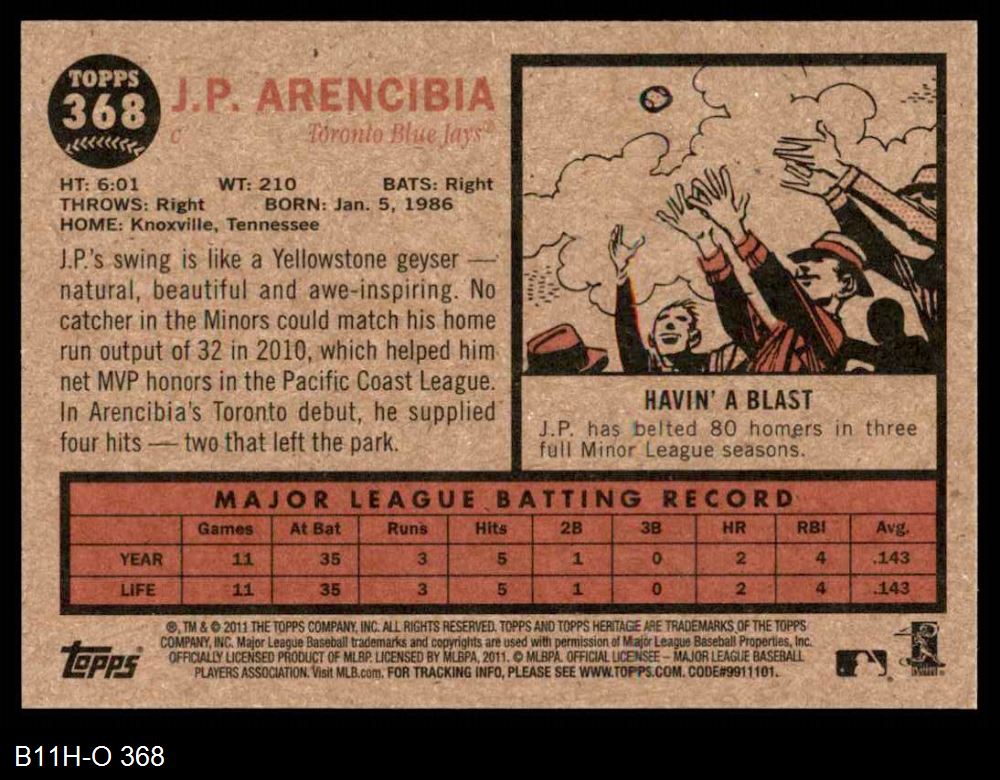 TOPPS
368
J.P. ARENCIBIA
C
Toronto Blue Jays®
HT: 6:01 WT: 210 BATS: Right
THROWS: Right BORN: Jan. 5, 1986
HOME: Knoxville, Tennessee
J.P.'s swing is like a Yellowstone geyser —
natural, beautiful and awe-inspiring. No
catcher in the Minors could match his home
run output of 32 in 2010, which helped him
net MVP honors in the Pacific Coast League.
In Arencibia's Toronto debut, he supplied
four hits — two that left the park.
HAVIN' A BLAST
J.P. has belted 80 homers in three
full Minor League seasons.
MAJOR LEAGUE BATTING RECORD
Games At Bat Runs Hits 2B 3B HR RBI Avg.
YEAR 11 35 3 5 1 0 2 4 .143
LIFE 11 35 3 5 1 0 2 4 .143
®, TM & © 2011 THE TOPPS COMPANY, INC. ALL RIGHTS RESERVED. TOPPS AND TOPPS HERITAGE ARE TRADEMARKS OF THE TOPPS
COMPANY, INC. Major League Baseball trademarks and copyrights are used with permission of Major League Baseball Properties, Inc.
OFFICIALLY LICENSED PRODUCT OF MLBP. LICENSED BY MLBPA, 2011. © MLBPA. OFFICIAL LICENSEE – MAJOR LEAGUE BASEBALL
PLAYERS ASSOCIATION. Visit MLB.com. FOR TRACKING INFO, PLEASE SEE WWW.TOPPS.COM. CODE#9911101.
Topps
B11H-O 368